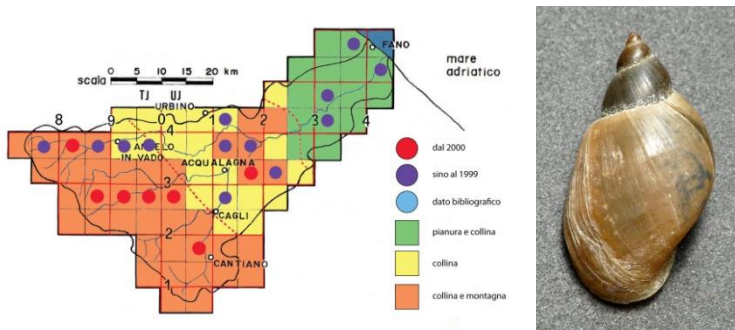 FANO
mare
adriatico
scala 0 5 10 15 20 km
TJ UJ
URBINO
8 9 0 1 2 3 4
4
ANGELO
IN VADO
ACQUALAGNA
3
CAGLI
2
CANTIANO
1
dal 2000
sino al 1999
dato bibliografico
pianura e collina
collina
collina e montagna